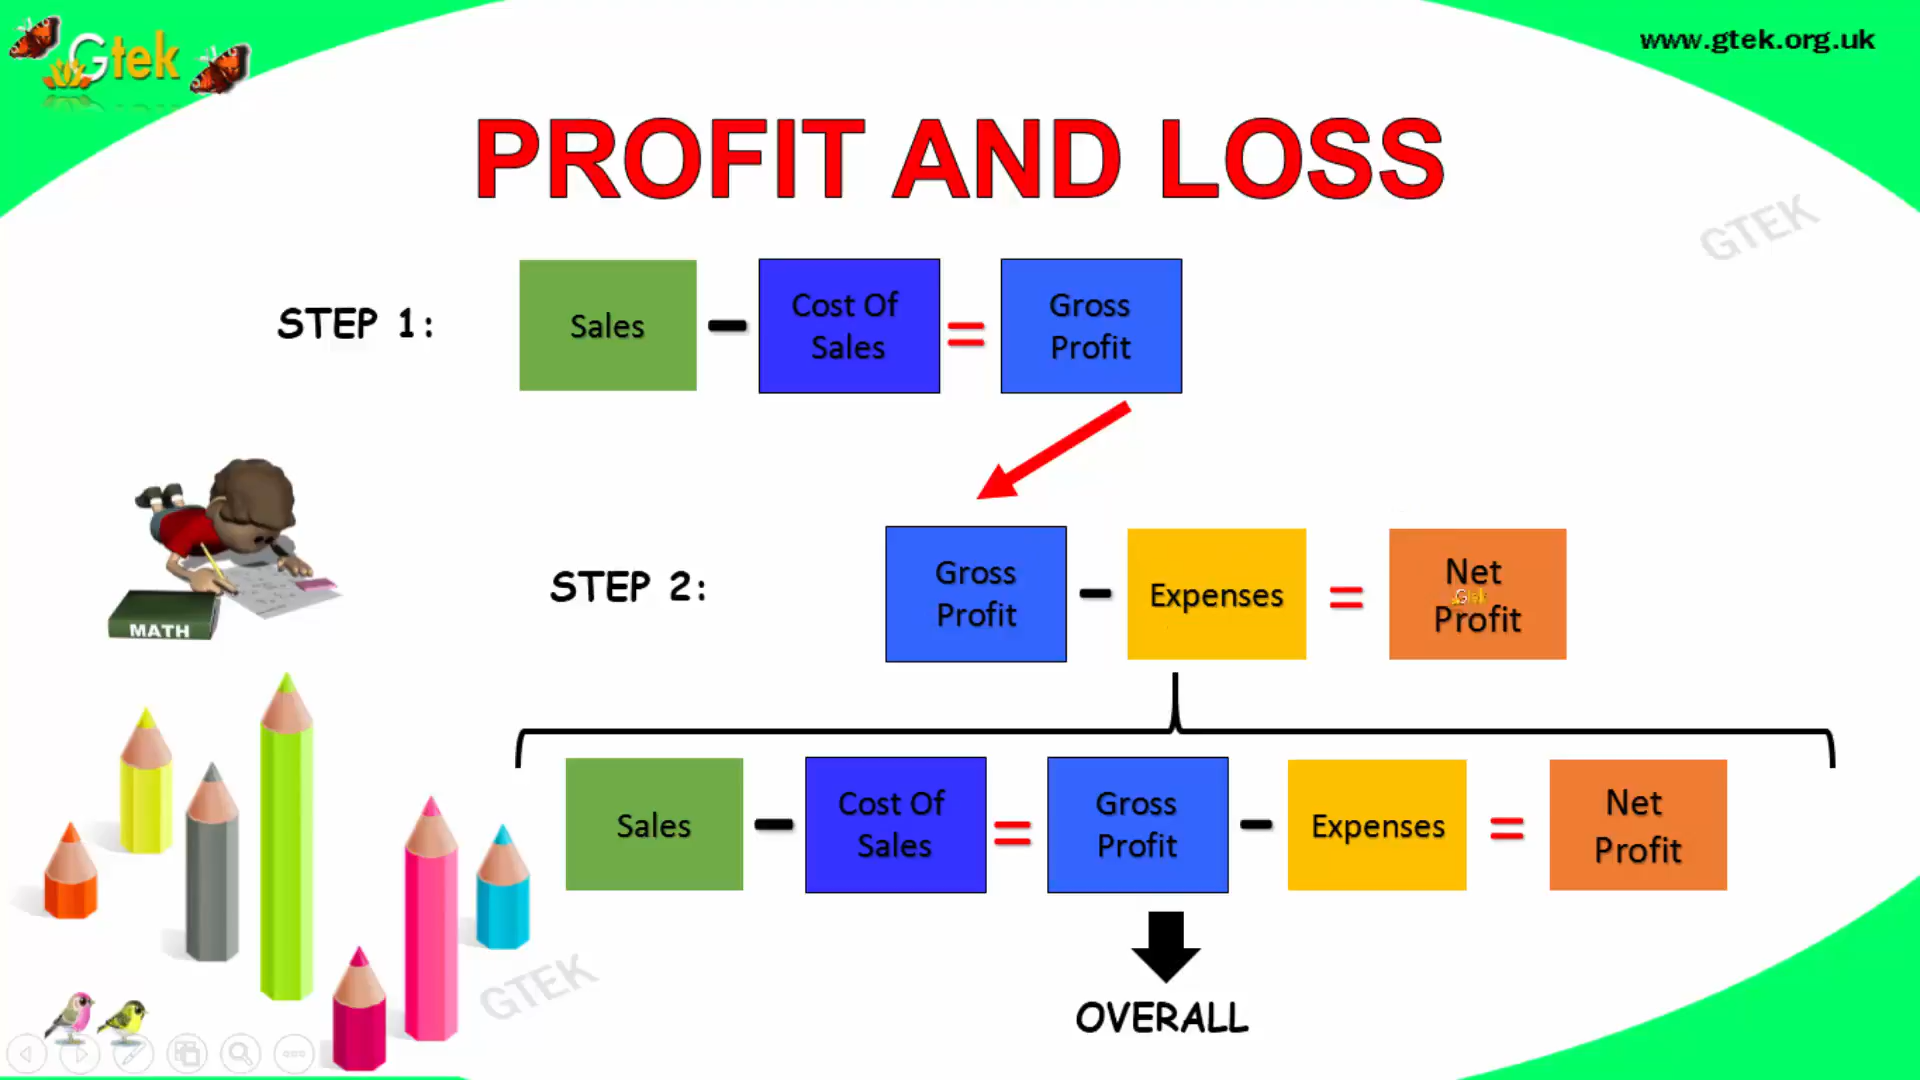 Gtek
www.gtek.org.uk
PROFIT AND LOSS
GTEK
STEP 1:
Sales
-
Cost Of
Sales
=
Gross
Profit
STEP 2:
Gross
Profit
-
Expenses
=
Net
Gtek
Profit
MATH
Sales
-
Cost Of
Sales
=
Gross
Profit
-
Expenses
=
Net
Profit
GTEK
OVERALL